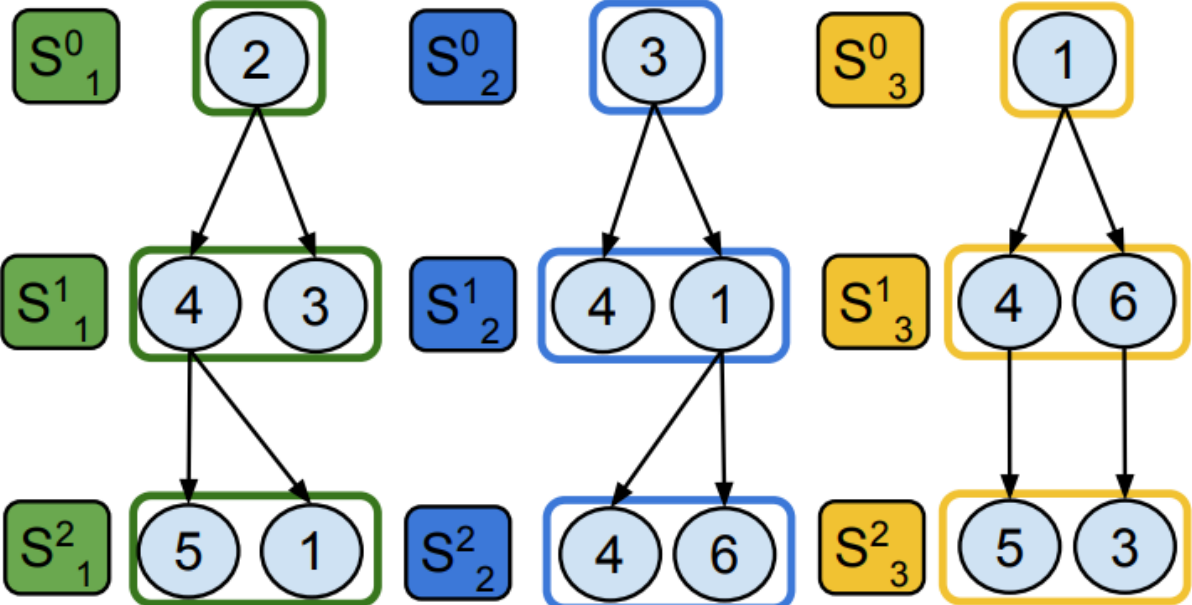 S⁰₁ 2 S⁰₂ 3 S⁰₃ 1
S¹₁ 4 3 S¹₂ 4 1 S¹₃ 4 6
S²₁ 5 1 S²₂ 4 6 S²₃ 5 3